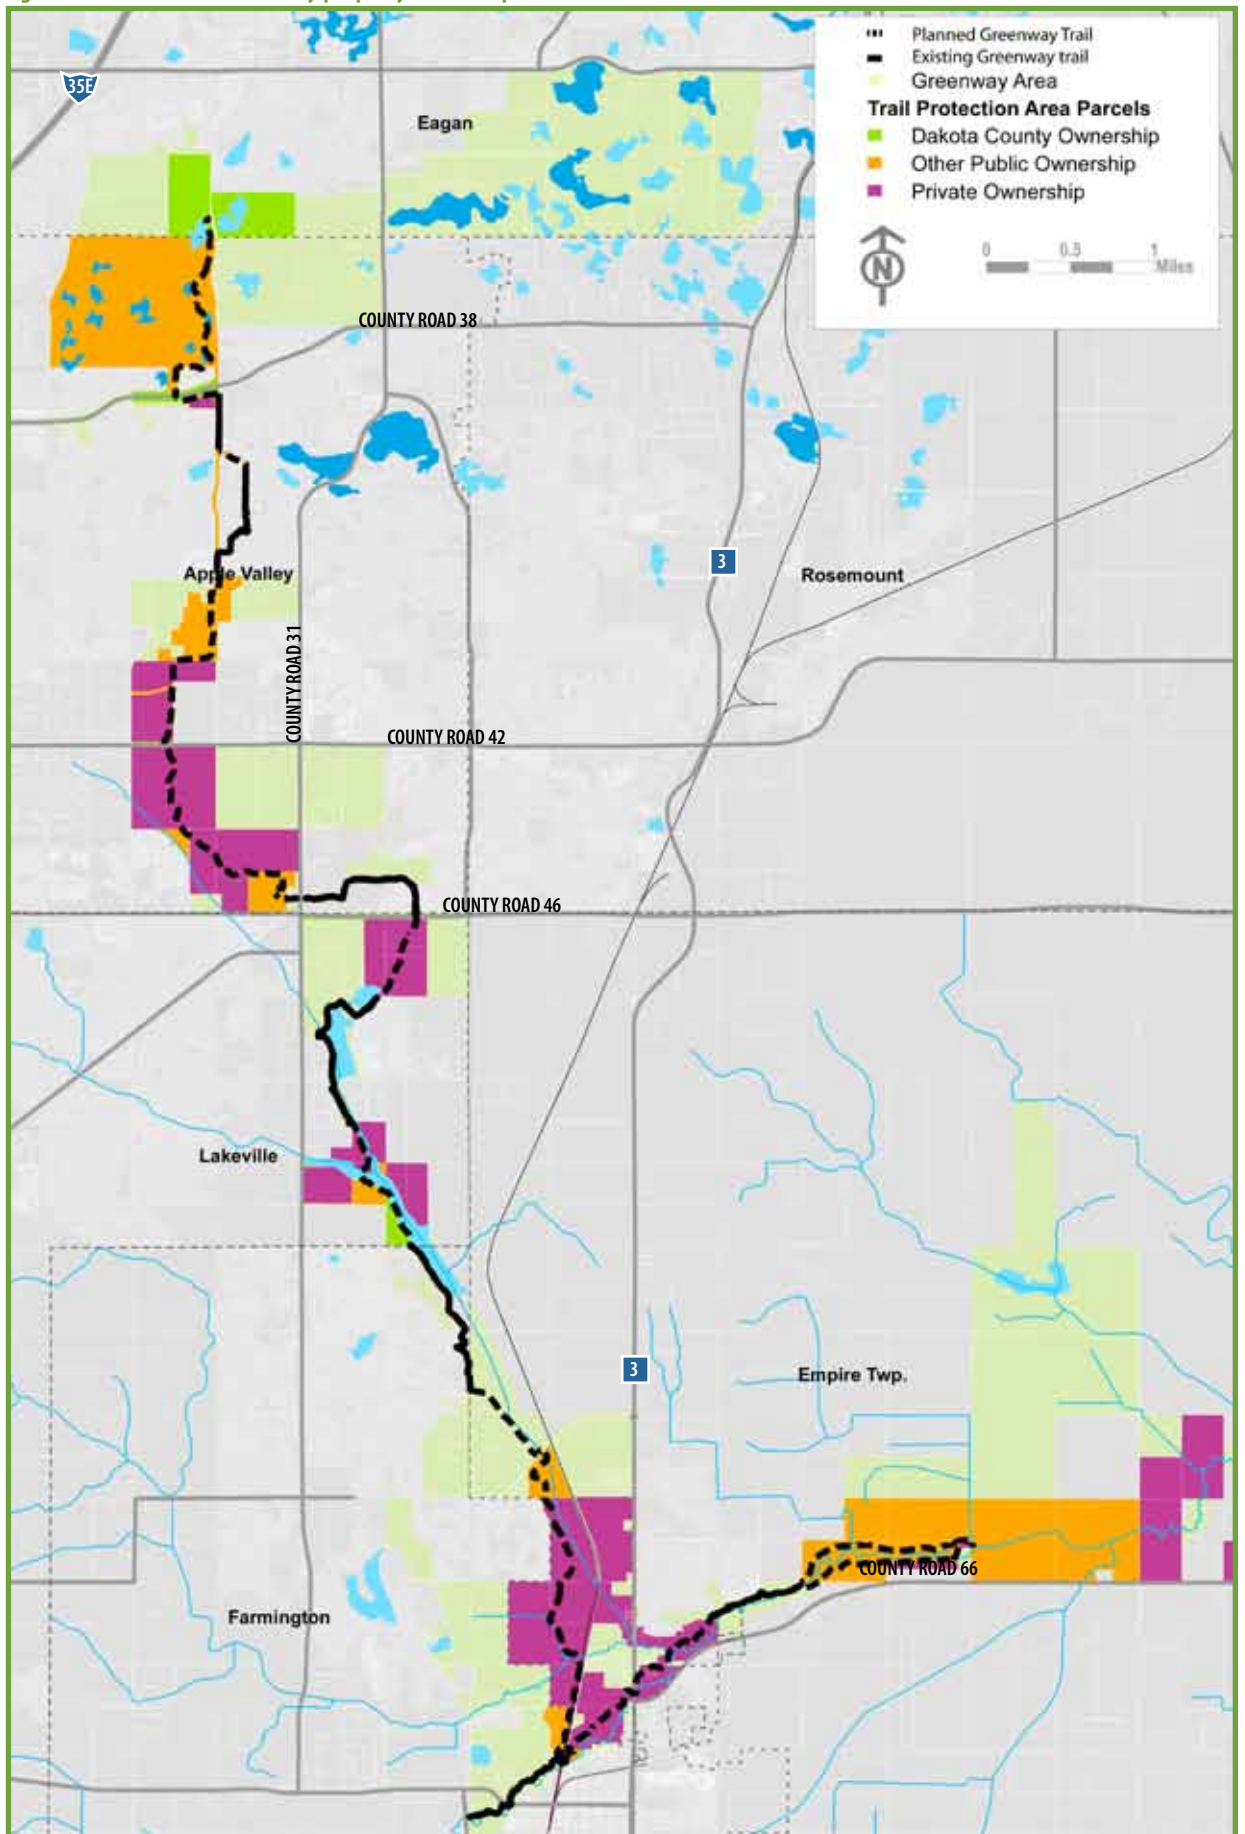 35E
Eagan
Planned Greenway Trail
Existing Greenway trail
Greenway Area
Trail Protection Area Parcels
Dakota County Ownership
Other Public Ownership
Private Ownership
N
0 0.5 1
Miles
COUNTY ROAD 38
3
Apple Valley
Rosemount
COUNTY ROAD 31
COUNTY ROAD 42
COUNTY ROAD 46
Lakeville
3
Empire Twp.
COUNTY ROAD 66
Farmington